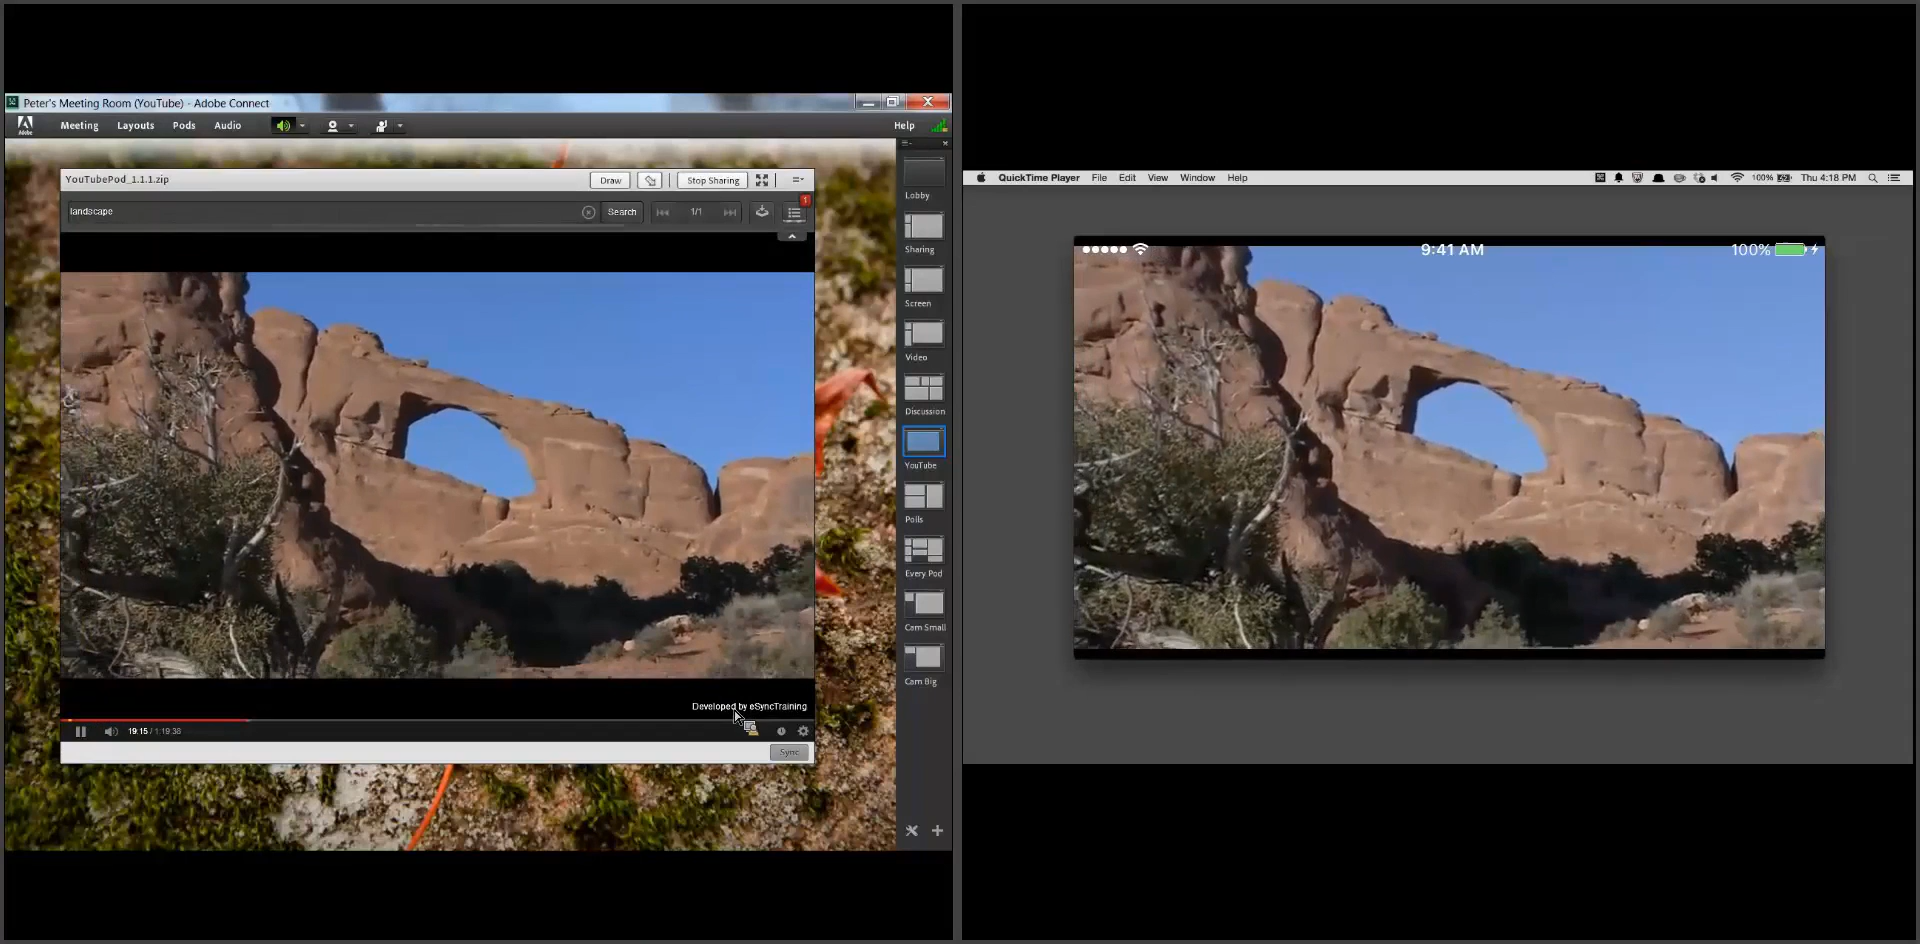 Peter's Meeting Room (YouTube) - Adobe Connect
Adobe
Meeting Layouts Pods Audio Help
YouTubePod_1.1.1.zip Draw Stop Sharing
landscape Search 1/1 1
Developed by eSyncTraining
19:15 / 1:19:38
Sync
Lobby
Sharing
Screen
Video
Discussion
YouTube
Polls
Every Pod
Cam Small
Cam Big
QuickTime Player File Edit View Window Help 100% Thu 4:18 PM
9:41 AM 100%